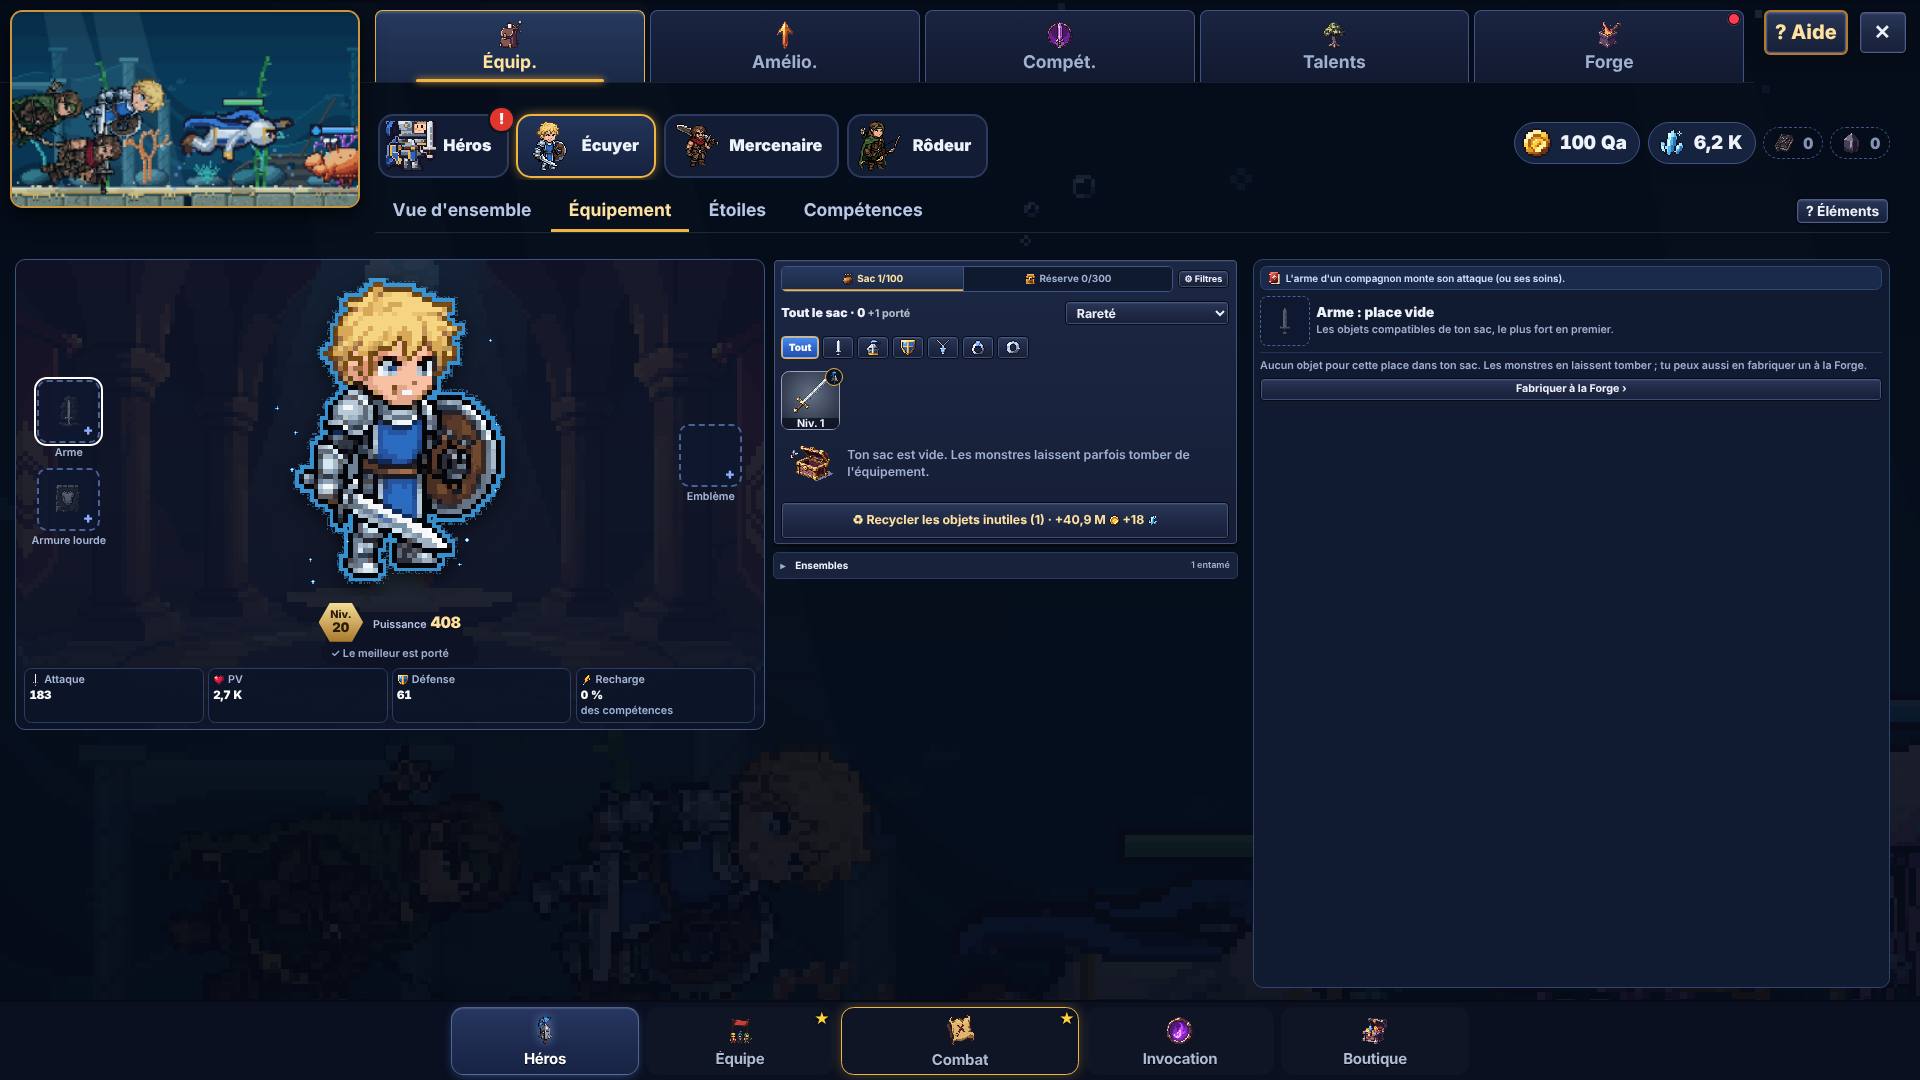 Équip.
Amélio.
Compét.
Talents
Forge
? Aide
×
Héros
!
Écuyer
Mercenaire
Rôdeur
100 Qa
6,2 K
0
0
Vue d'ensemble
Équipement
Étoiles
Compétences
? Éléments
Arme
Armure lourde
Emblème
Niv.
20
Puissance 408
✓ Le meilleur est porté
Attaque
183
PV
2,7 K
Défense
61
Recharge
0 %
des compétences
Sac 1/100
Réserve 0/300
Filtres
Tout le sac · 0 +1 porté
Rareté
Tout
Niv. 1
Ton sac est vide. Les monstres laissent parfois tomber de
l'équipement.
Recycler les objets inutiles (1) · +40,9 M +18
Ensembles
1 entamé
L'arme d'un compagnon monte son attaque (ou ses soins).
Arme : place vide
Les objets compatibles de ton sac, le plus fort en premier.
Aucun objet pour cette place dans ton sac. Les monstres en laissent tomber ; tu peux aussi en fabriquer un à la Forge.
Fabriquer à la Forge ›
Héros
Équipe
Combat
Invocation
Boutique